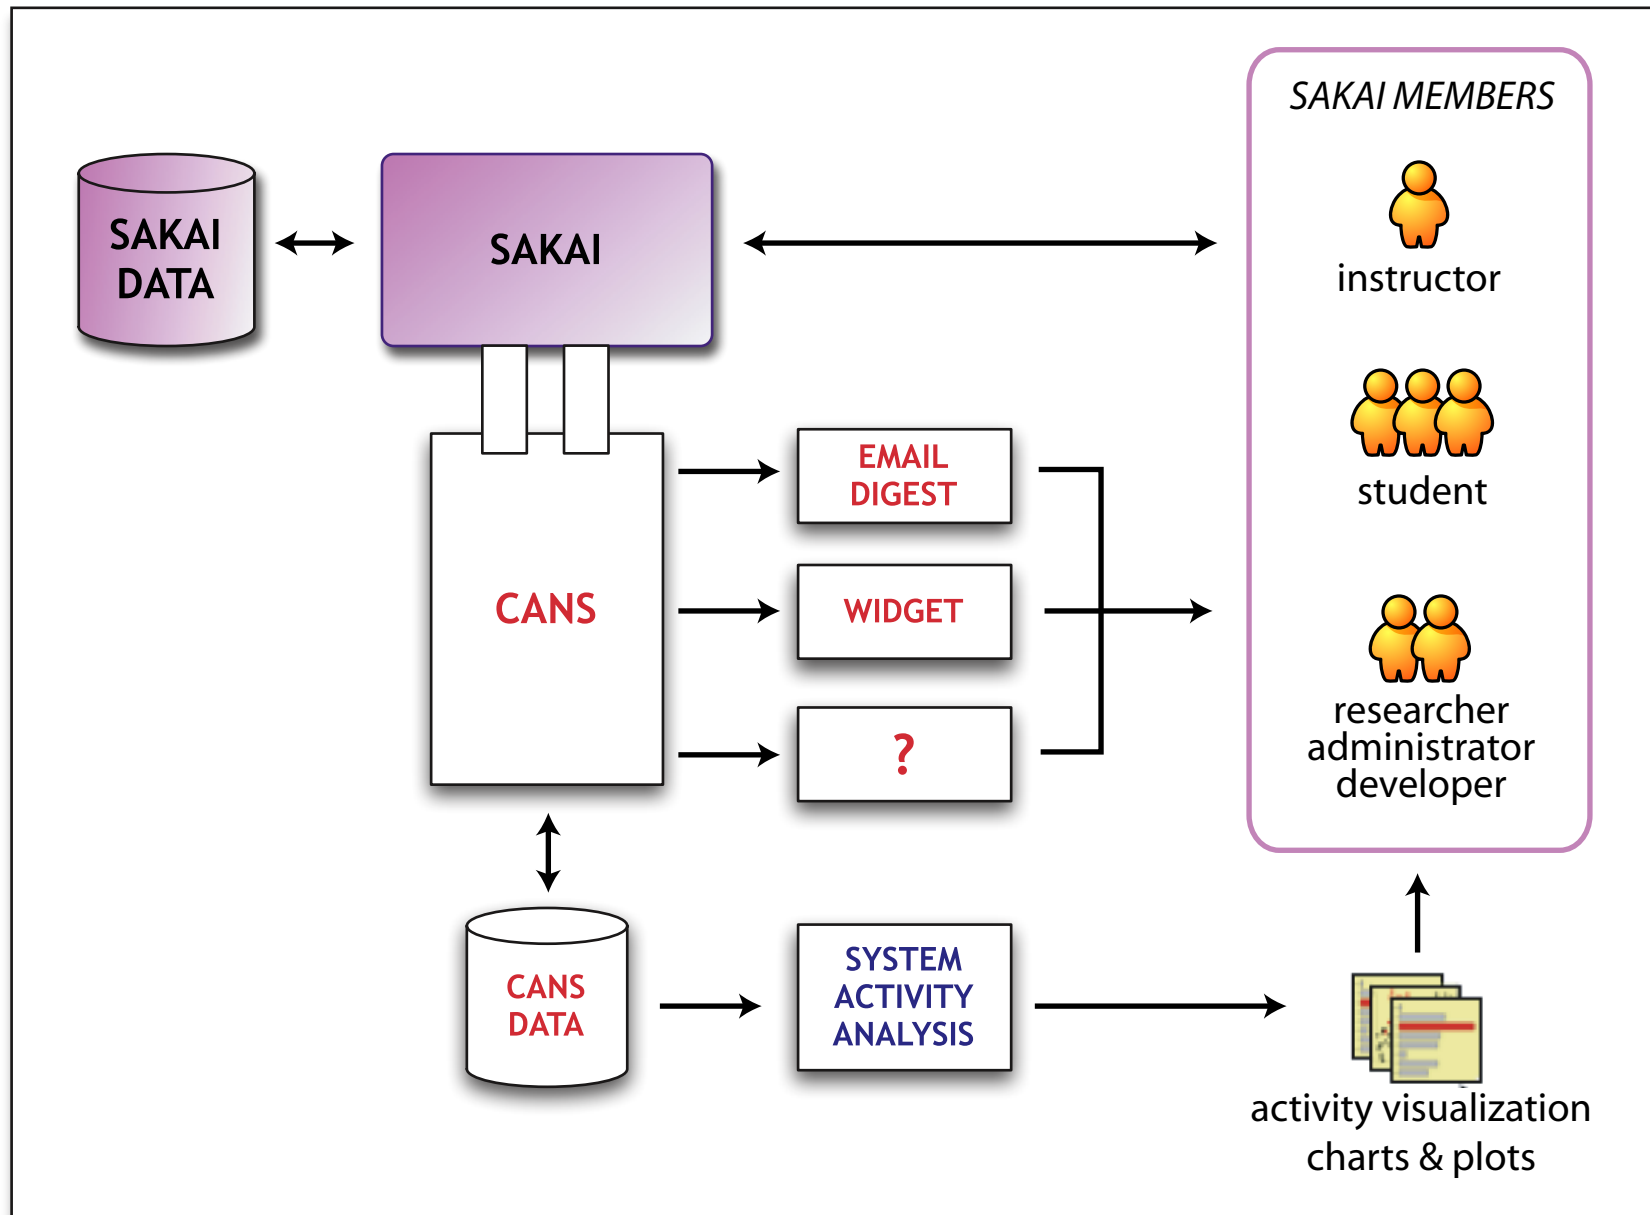 SAKAI MEMBERS
SAKAI
DATA
SAKAI
instructor
student
EMAIL
DIGEST
CANS
WIDGET
?
researcher
administrator
developer
CANS
DATA
SYSTEM
ACTIVITY
ANALYSIS
activity visualization
charts & plots